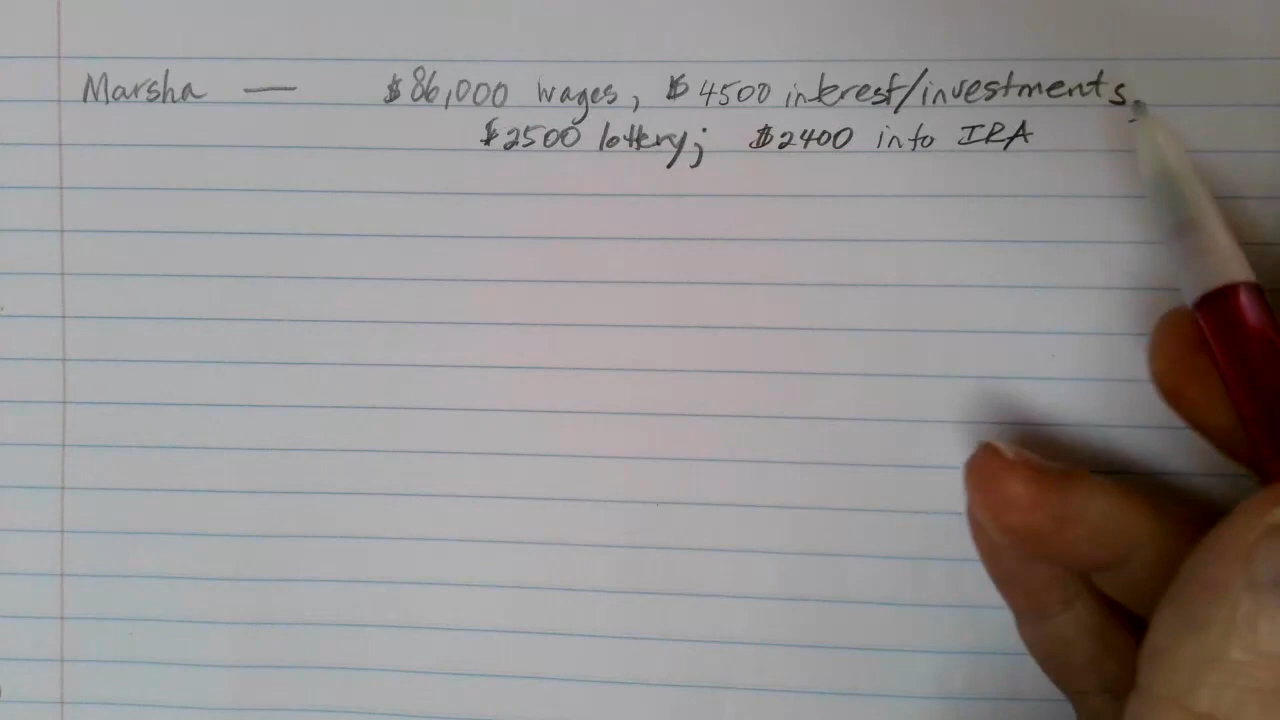 Marsha — $86,000 wages, $4500 interest/investments,
$2500 lottery; $2400 into IRA